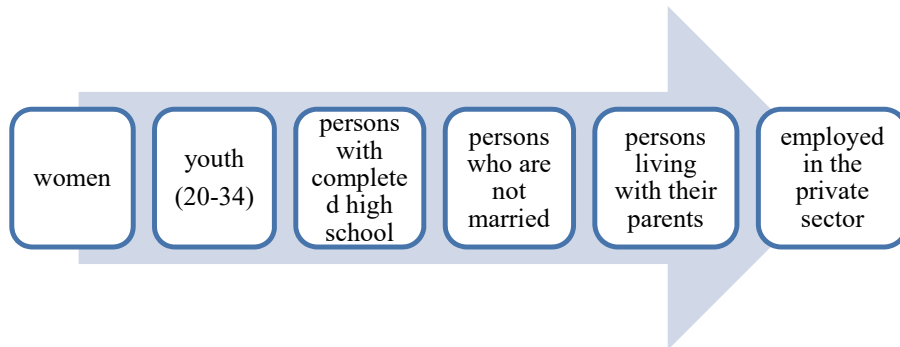 women
youth
(20-34)
persons
with
complete
d high
school
persons
who are
not
married
persons
living
with their
parents
employed
in the
private
sector